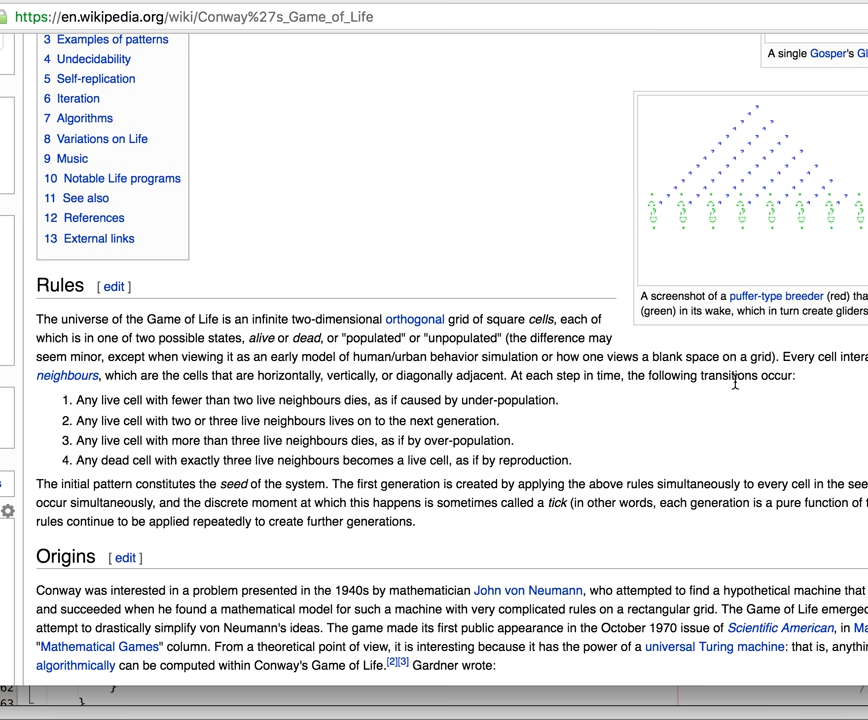 https://en.wikipedia.org/wiki/Conway%27s_Game_of_Life
3 Examples of patterns
4 Undecidability
5 Self-replication
6 Iteration
7 Algorithms
8 Variations on Life
9 Music
10 Notable Life programs
11 See also
12 References
13 External links
A single Gosper's Gl
A screenshot of a puffer-type breeder (red) tha
(green) in its wake, which in turn create gliders
Rules [ edit ]
The universe of the Game of Life is an infinite two-dimensional orthogonal grid of square cells, each of
which is in one of two possible states, alive or dead, or "populated" or "unpopulated" (the difference may
seem minor, except when viewing it as an early model of human/urban behavior simulation or how one views a blank space on a grid). Every cell intera
neighbours, which are the cells that are horizontally, vertically, or diagonally adjacent. At each step in time, the following transitions occur:
1. Any live cell with fewer than two live neighbours dies, as if caused by under-population.
2. Any live cell with two or three live neighbours lives on to the next generation.
3. Any live cell with more than three live neighbours dies, as if by over-population.
4. Any dead cell with exactly three live neighbours becomes a live cell, as if by reproduction.
The initial pattern constitutes the seed of the system. The first generation is created by applying the above rules simultaneously to every cell in the see
occur simultaneously, and the discrete moment at which this happens is sometimes called a tick (in other words, each generation is a pure function of t
rules continue to be applied repeatedly to create further generations.
Origins [ edit ]
Conway was interested in a problem presented in the 1940s by mathematician John von Neumann, who attempted to find a hypothetical machine that
and succeeded when he found a mathematical model for such a machine with very complicated rules on a rectangular grid. The Game of Life emerged
attempt to drastically simplify von Neumann's ideas. The game made its first public appearance in the October 1970 issue of Scientific American, in Ma
"Mathematical Games" column. From a theoretical point of view, it is interesting because it has the power of a universal Turing machine: that is, anythin
algorithmically can be computed within Conway's Game of Life.[2][3] Gardner wrote:
62 }
63 }